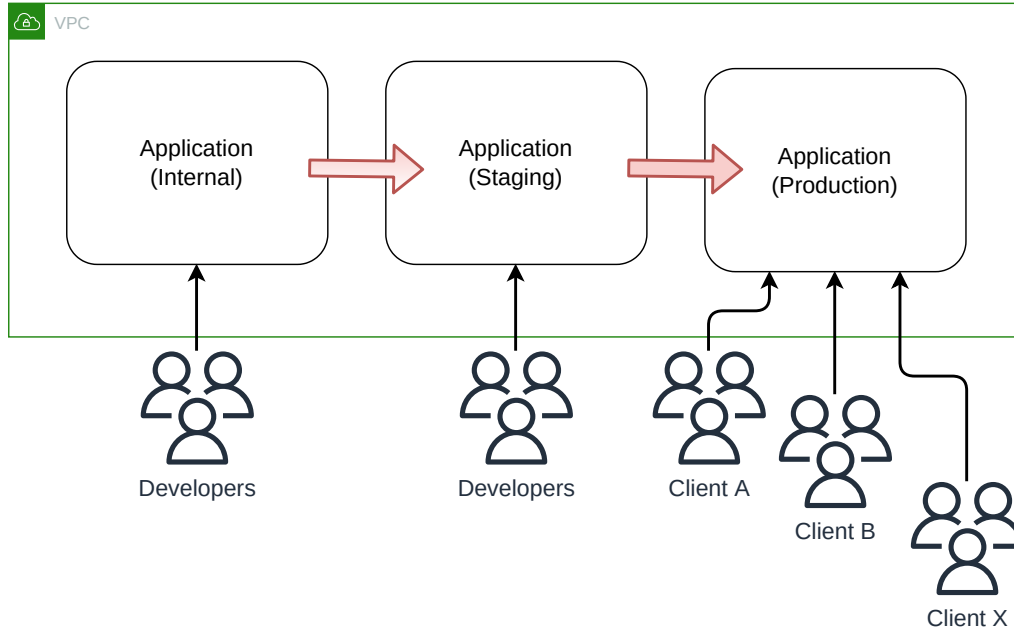 VPC
Application
(Internal)
Application
(Staging)
Application
(Production)
Developers
Developers
Client A
Client B
Client X